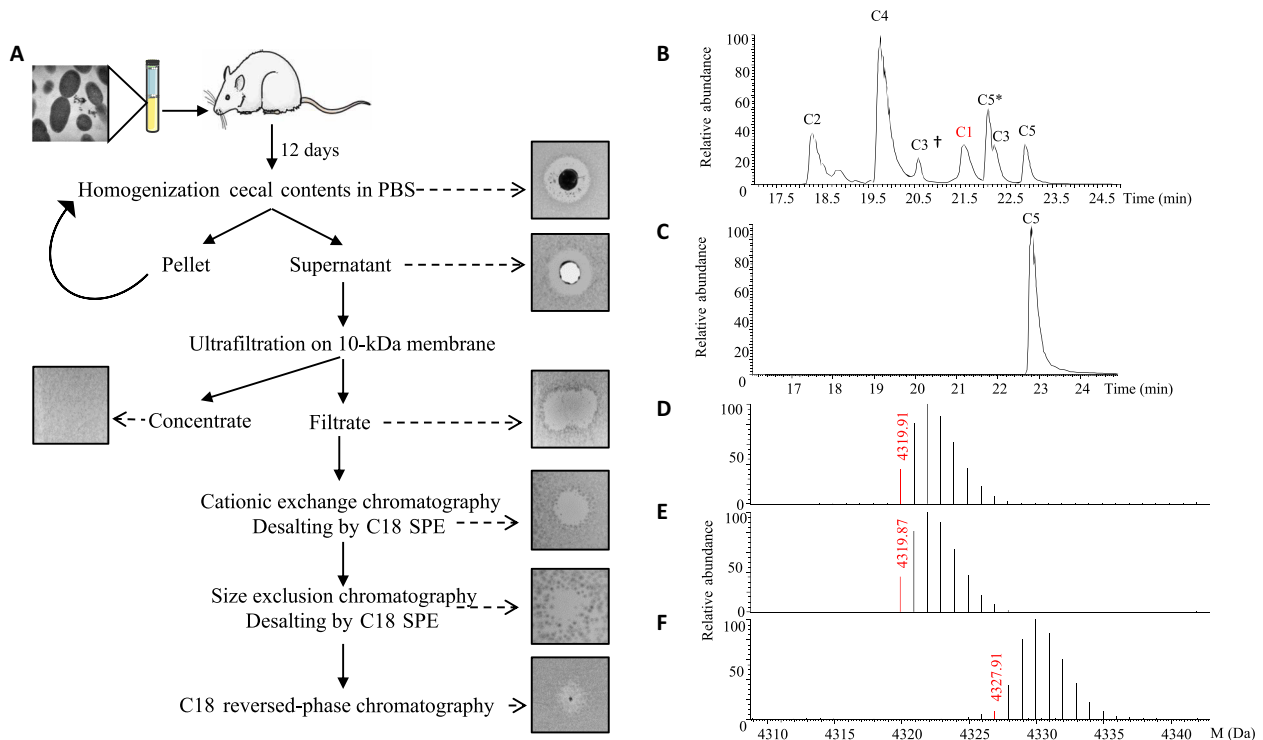 A
12 days
Homogenization cecal contents in PBS
Pellet
Supernatant
Ultrafiltration on 10-kDa membrane
Concentrate
Filtrate
Cationic exchange chromatography
Desalting by C18 SPE
Size exclusion chromatography
Desalting by C18 SPE
C18 reversed-phase chromatography
B
Relative abundance
100
80
60
40
20
0
C2
C4
C3 †
C1
C5*
C3
C5
17.5 18.5 19.5 20.5 21.5 22.5 23.5 24.5 Time (min)
C
Relative abundance
100
80
60
40
20
0
C5
17 18 19 20 21 22 23 24 Time (min)
D
100
50
0
4319.91
E
Relative abundance
100
50
0
4319.87
F
100
50
0
4327.91
4310 4315 4320 4325 4330 4335 4340 M (Da)